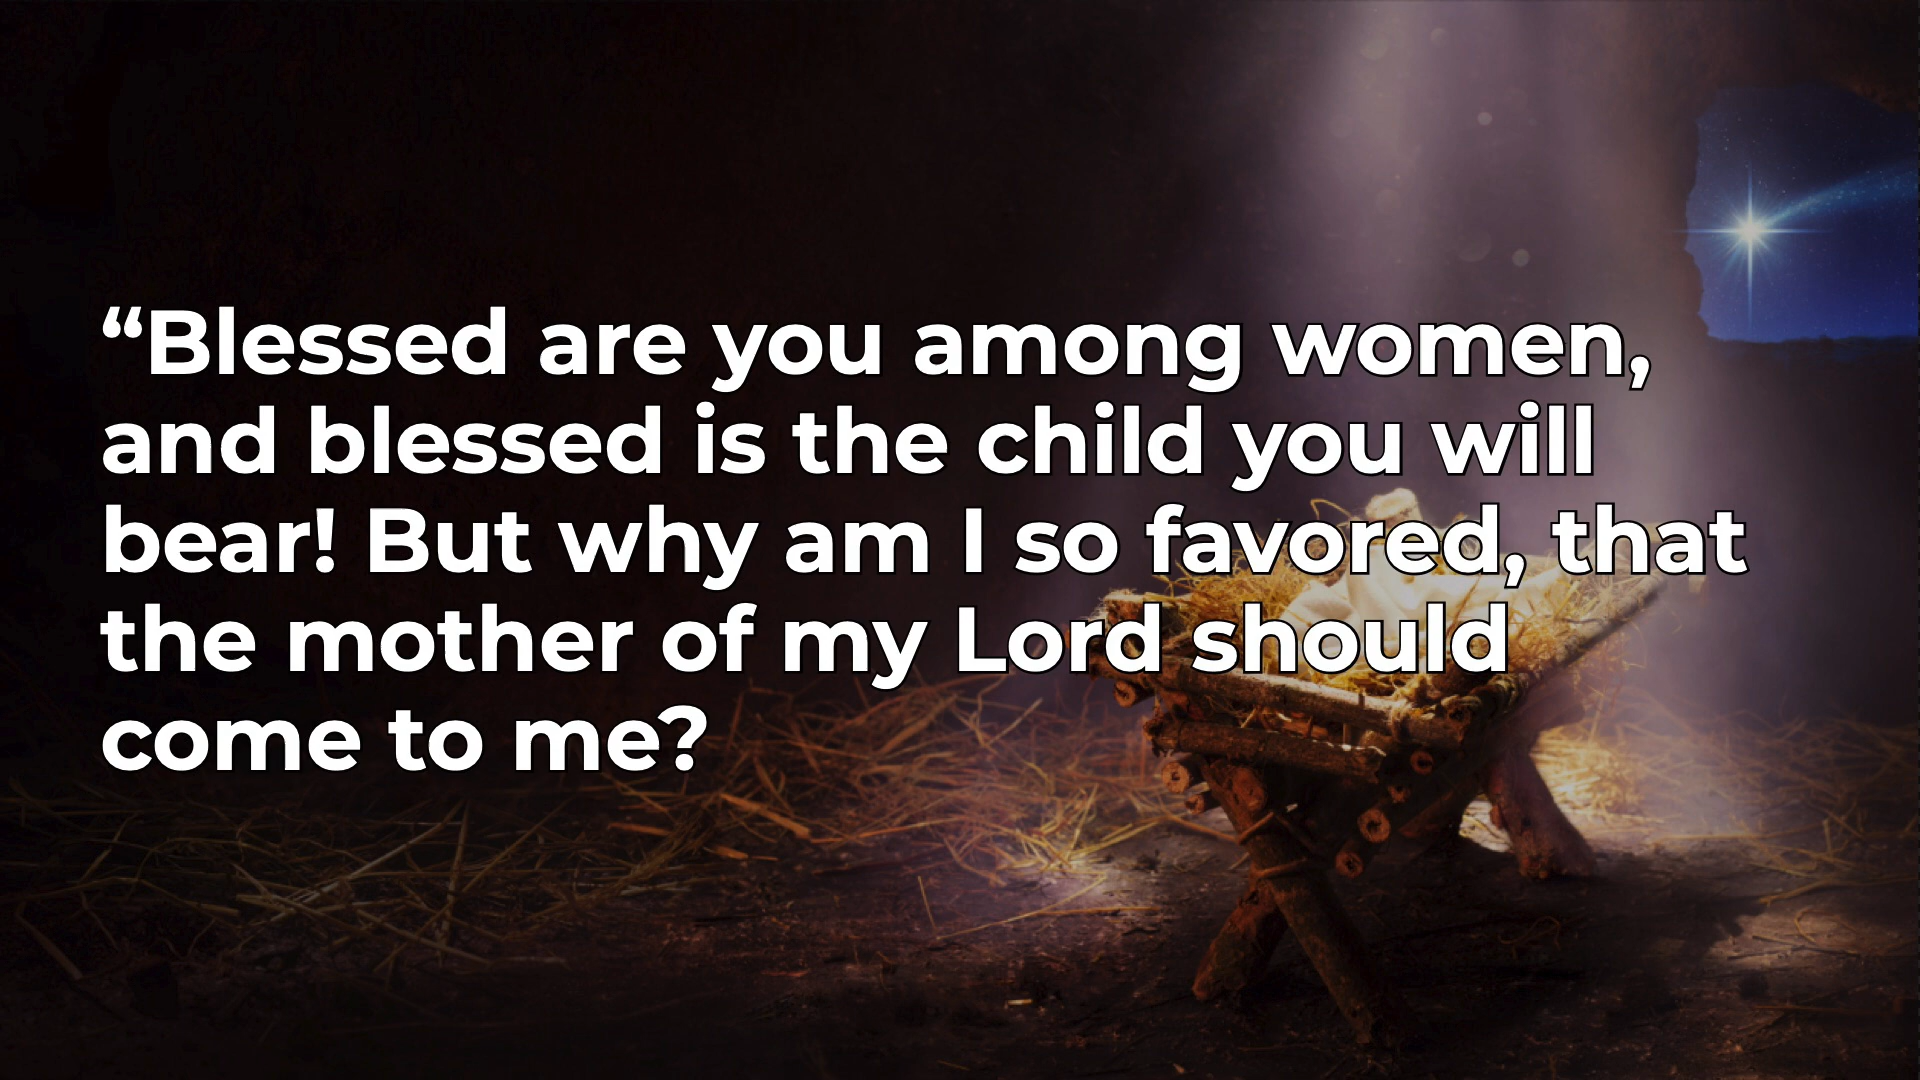 “Blessed are you among women,
and blessed is the child you will
bear! But why am I so favored, that
the mother of my Lord should
come to me?